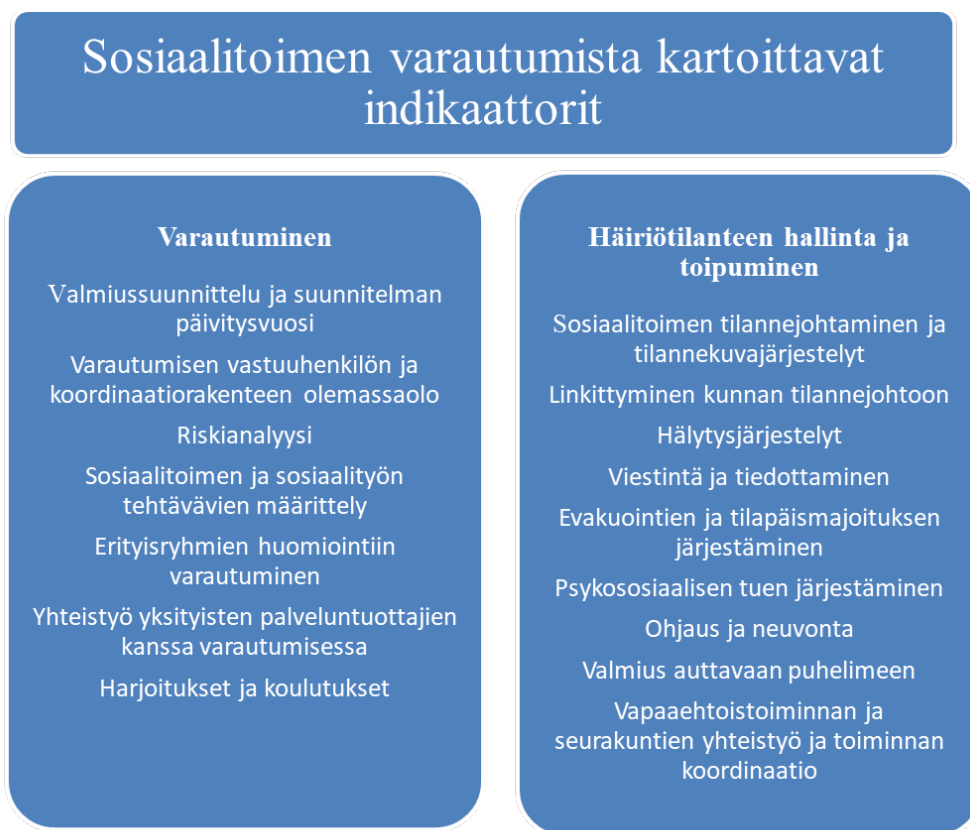 Sosiaalitoimen varautumista kartoittavat
indikaattorit
Varautuminen
Valmiussuunnittelu ja suunnitelman
päivitysvuosi
Varautumisen vastuuhenkilön ja
koordinaatiorakenteen olemassaolo
Riskianalyysi
Sosiaalitoimen ja sosiaalityön
tehtävävien määrittely
Erityisryhmien huomiointiin
varautuminen
Yhteistyö yksityisten palveluntuottajien
kanssa varautumisessa
Harjoitukset ja koulutukset
Häiriötilanteen hallinta ja
toipuminen
Sosiaalitoimen tilannejohtaminen ja
tilannekuvajärjestelyt
Linkittyminen kunnan tilannejohtoon
Hälytysjärjestelyt
Viestintä ja tiedottaminen
Evakuointien ja tilapäismajoituksen
järjestäminen
Psykososiaalisen tuen järjestäminen
Ohjaus ja neuvonta
Valmius auttavaan puhelimeen
Vapaaehtoistoiminnan ja
seurakuntien yhteistyö ja toiminnan
koordinaatio